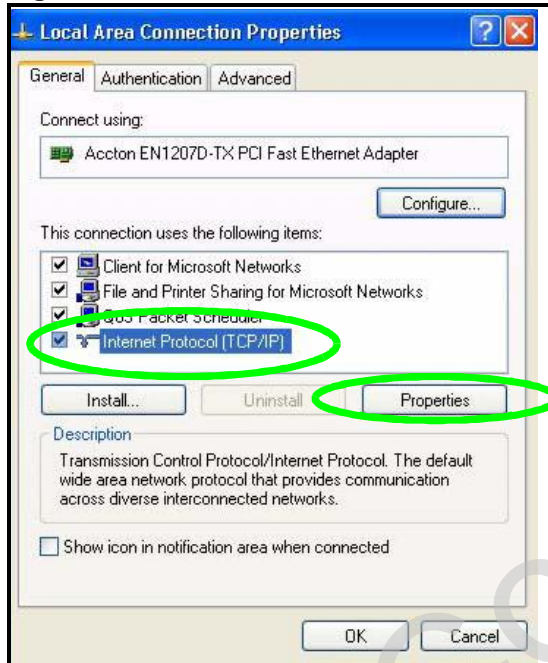 Local Area Connection Properties
General Authentication Advanced
Connect using:
Accton EN1207D-TX PCI Fast Ethernet Adapter
Configure...
This connection uses the following items:
Client for Microsoft Networks
File and Printer Sharing for Microsoft Networks
QoS Packet Scheduler
Internet Protocol (TCP/IP)
Install... Uninstall Properties
Description
Transmission Control Protocol/Internet Protocol. The default
wide area network protocol that provides communication
across diverse interconnected networks.
Show icon in notification area when connected
OK Cancel